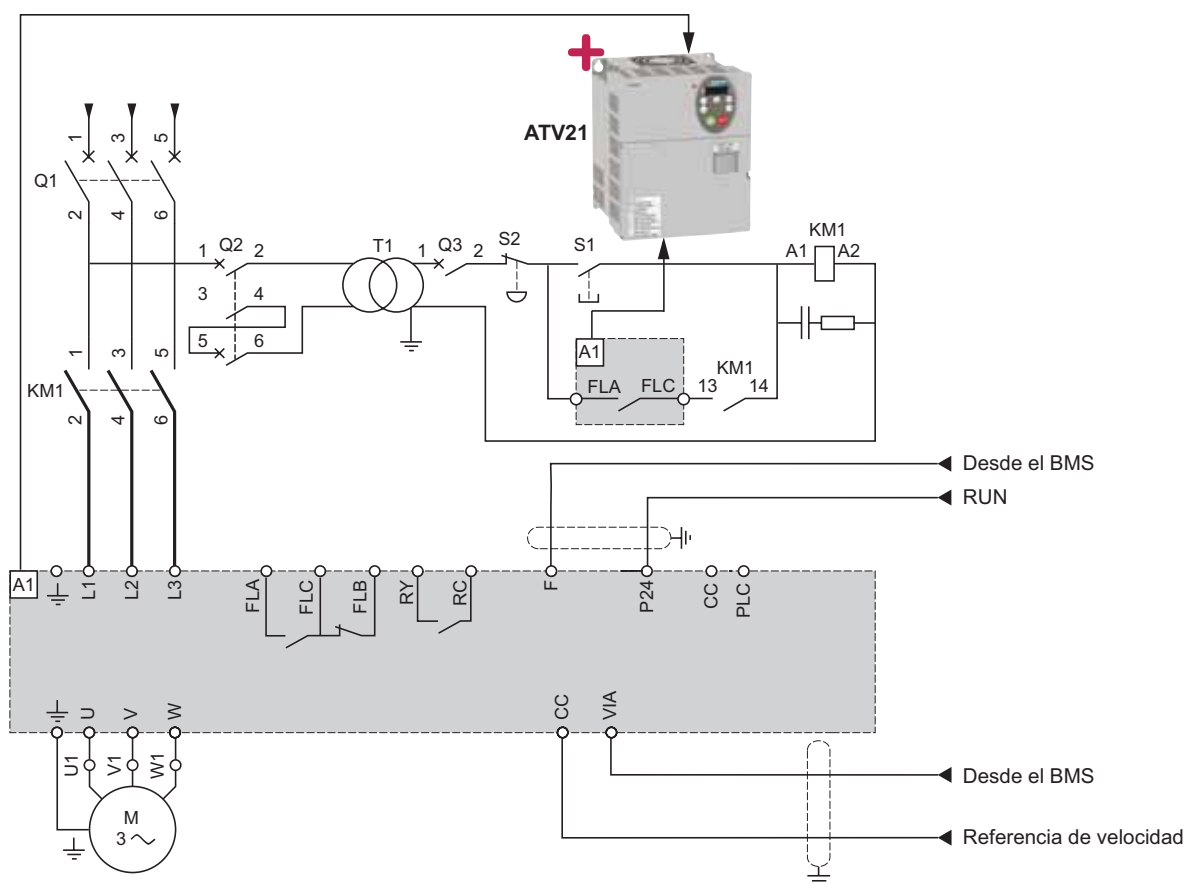 ATV21
1 3 5
Q1
2 4 6
1 Q2 2
T1
1 Q3 2
S2
S1
KM1
A1 A2
3 4
5 6
A1
FLA FLC
KM1
13 14
1 3 5
KM1
2 4 6
Desde el BMS
RUN
A1
L1
L2
L3
FLA
FLC
FLB
RY
RC
F
P24
CC
PLC
U
V
W
CC
VIA
U1
V1
W1
M
3
Desde el BMS
Referencia de velocidad